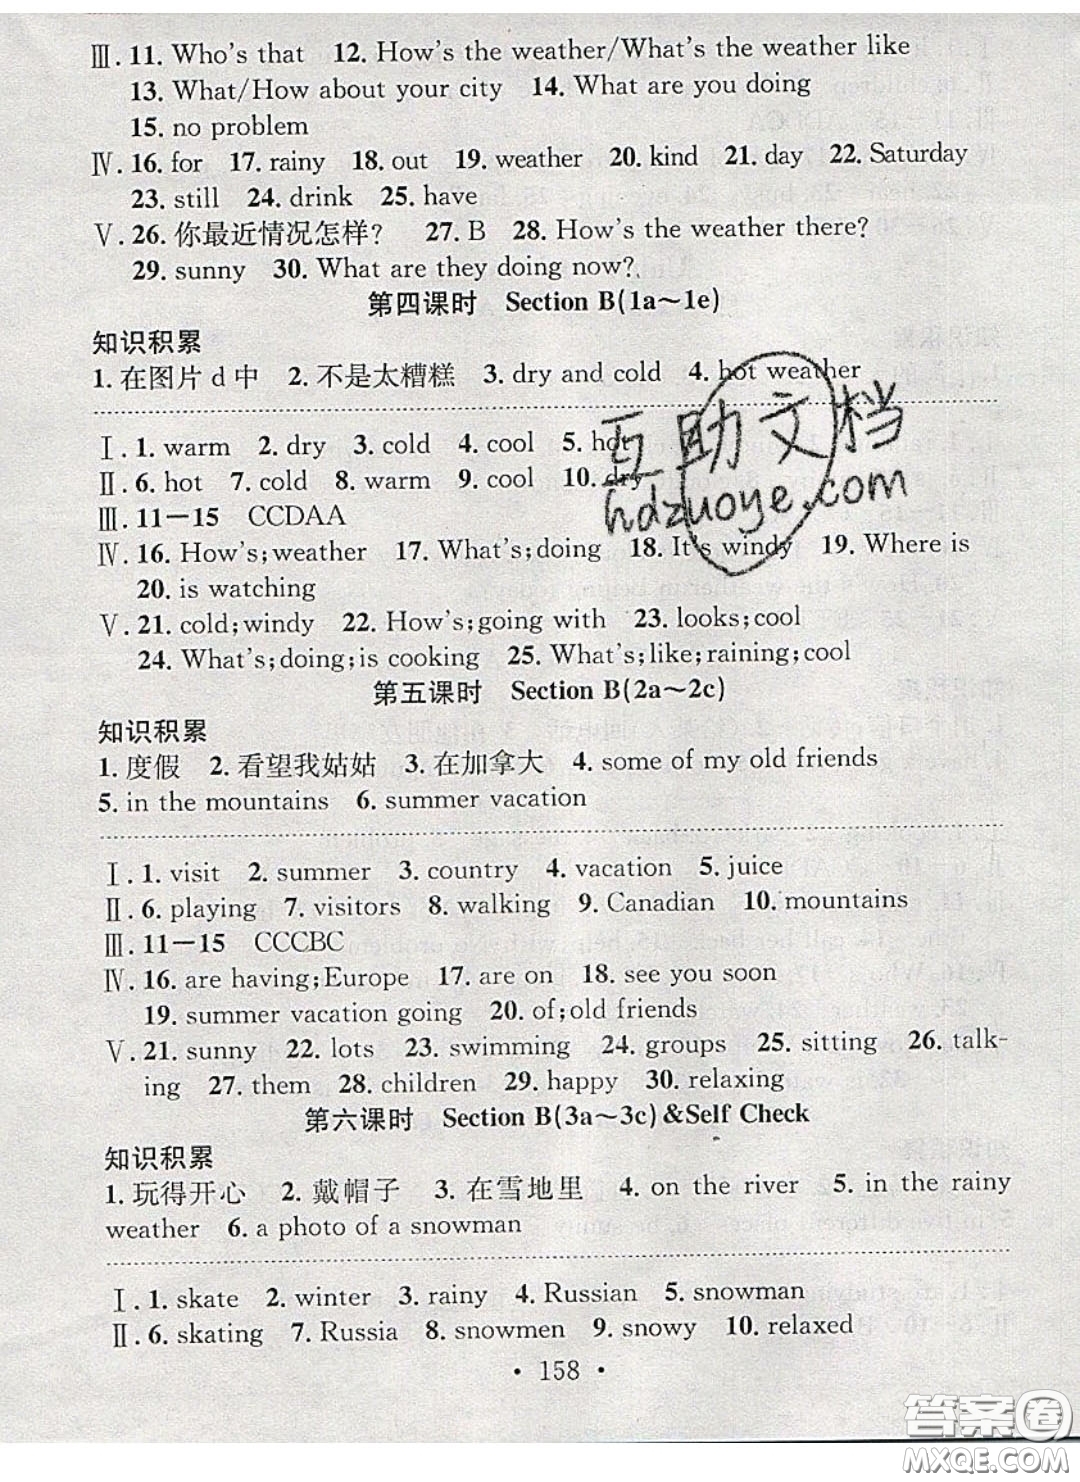 Ⅲ. 11. Who's that 12. How's the weather/What's the weather like
13. What/How about your city 14. What are you doing
15. no problem
Ⅳ. 16. for 17. rainy 18. out 19. weather 20. kind 21. day 22. Saturday
23. still 24. drink 25. have
Ⅴ. 26. 你最近情况怎样? 27. B 28. How's the weather there?
29. sunny 30. What are they doing now?
第四课时 Section B(1a～1e)
知识积累
1. 在图片 d 中 2. 不是太糟糕 3. dry and cold 4. hot weather
Ⅰ. 1. warm 2. dry 3. cold 4. cool 5. hot
Ⅱ. 6. hot 7. cold 8. warm 9. cool 10. dry
互助文档
hdzuoye.com
Ⅲ. 11－15 CCDAA
Ⅳ. 16. How's;weather 17. What's;doing 18. It's windy 19. Where is
20. is watching
Ⅴ. 21. cold;windy 22. How's;going with 23. looks;cool
24. What's;doing;is cooking 25. What's;like;raining;cool
第五课时 Section B(2a～2c)
知识积累
1. 度假 2. 看望我姑姑 3. 在加拿大 4. some of my old friends
5. in the mountains 6. summer vacation
Ⅰ. 1. visit 2. summer 3. country 4. vacation 5. juice
Ⅱ. 6. playing 7. visitors 8. walking 9. Canadian 10. mountains
Ⅲ. 11－15 CCCBC
Ⅳ. 16. are having;Europe 17. are on 18. see you soon
19. summer vacation going 20. of;old friends
Ⅴ. 21. sunny 22. lots 23. swimming 24. groups 25. sitting 26. talk-
ing 27. them 28. children 29. happy 30. relaxing
第六课时 Section B(3a～3c)&Self Check
知识积累
1. 玩得开心 2. 戴帽子 3. 在雪地里 4. on the river 5. in the rainy
weather 6. a photo of a snowman
Ⅰ. 1. skate 2. winter 3. rainy 4. Russian 5. snowman
Ⅱ. 6. skating 7. Russia 8. snowmen 9. snowy 10. relaxed
· 158 ·
答案圈
MXQE.COM